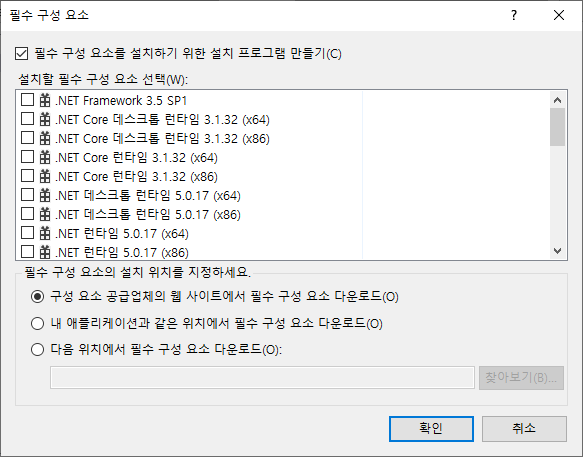 필수 구성 요소
? ×
필수 구성 요소를 설치하기 위한 설치 프로그램 만들기(C)
설치할 필수 구성 요소 선택(W):
.NET Framework 3.5 SP1
.NET Core 데스크톱 런타임 3.1.32 (x64)
.NET Core 데스크톱 런타임 3.1.32 (x86)
.NET Core 런타임 3.1.32 (x64)
.NET Core 런타임 3.1.32 (x86)
.NET 데스크톱 런타임 5.0.17 (x64)
.NET 데스크톱 런타임 5.0.17 (x86)
.NET 런타임 5.0.17 (x64)
.NET 런타임 5.0.17 (x86)
필수 구성 요소의 설치 위치를 지정하세요.
구성 요소 공급업체의 웹 사이트에서 필수 구성 요소 다운로드(O)
내 애플리케이션과 같은 위치에서 필수 구성 요소 다운로드(O)
다음 위치에서 필수 구성 요소 다운로드(O):
찾아보기(B)...
확인 취소